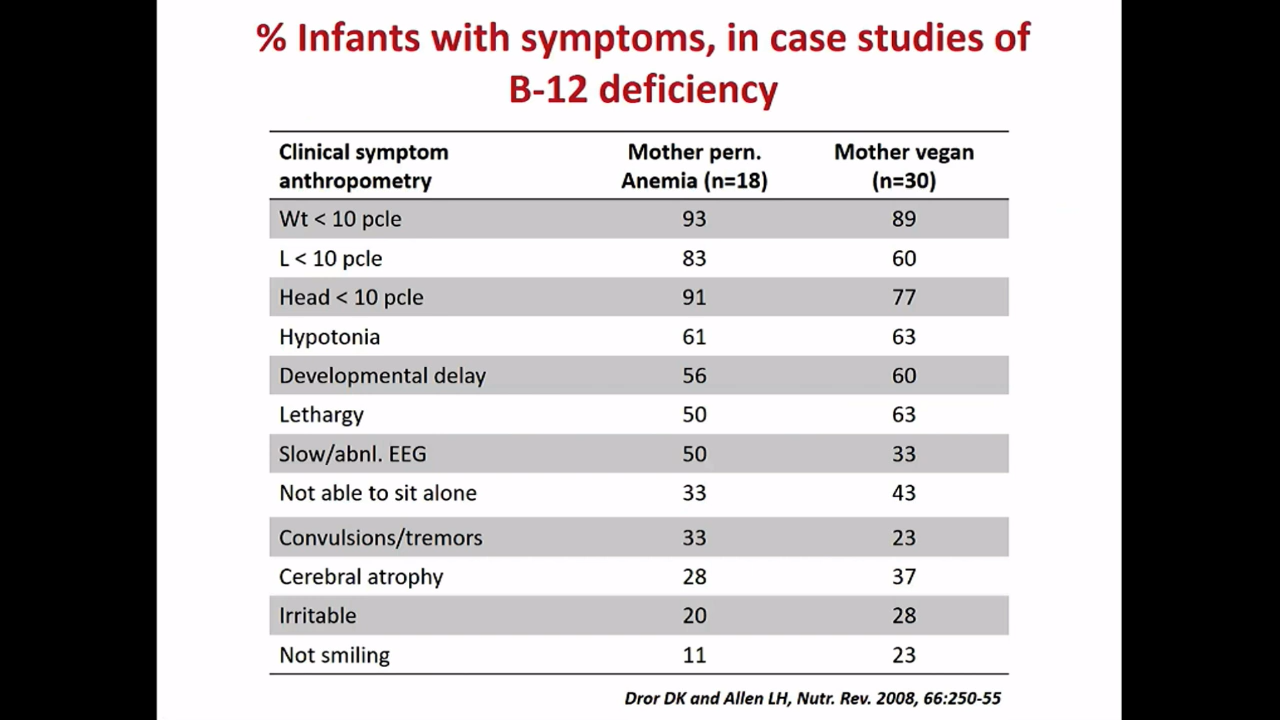 % Infants with symptoms, in case studies of
B-12 deficiency
Clinical symptom anthropometry Mother pern. Anemia (n=18) Mother vegan (n=30)
Wt < 10 pcle 93 89
L < 10 pcle 83 60
Head < 10 pcle 91 77
Hypotonia 61 63
Developmental delay 56 60
Lethargy 50 63
Slow/abnl. EEG 50 33
Not able to sit alone 33 43
Convulsions/tremors 33 23
Cerebral atrophy 28 37
Irritable 20 28
Not smiling 11 23
Dror DK and Allen LH, Nutr. Rev. 2008, 66:250-55